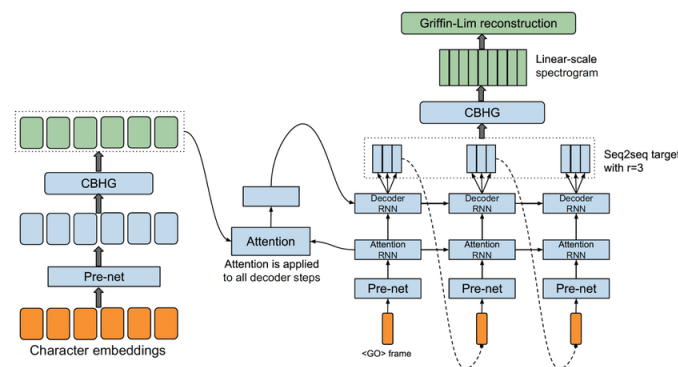 Griffin-Lim reconstruction
Linear-scale
spectrogram
CBHG
Seq2seq target
with r=3
CBHG
Decoder
RNN
Decoder
RNN
Decoder
RNN
Attention
Attention is applied
to all decoder steps
Attention
RNN
Attention
RNN
Attention
RNN
Pre-net
Pre-net
Pre-net
Pre-net
<GO> frame
Character embeddings